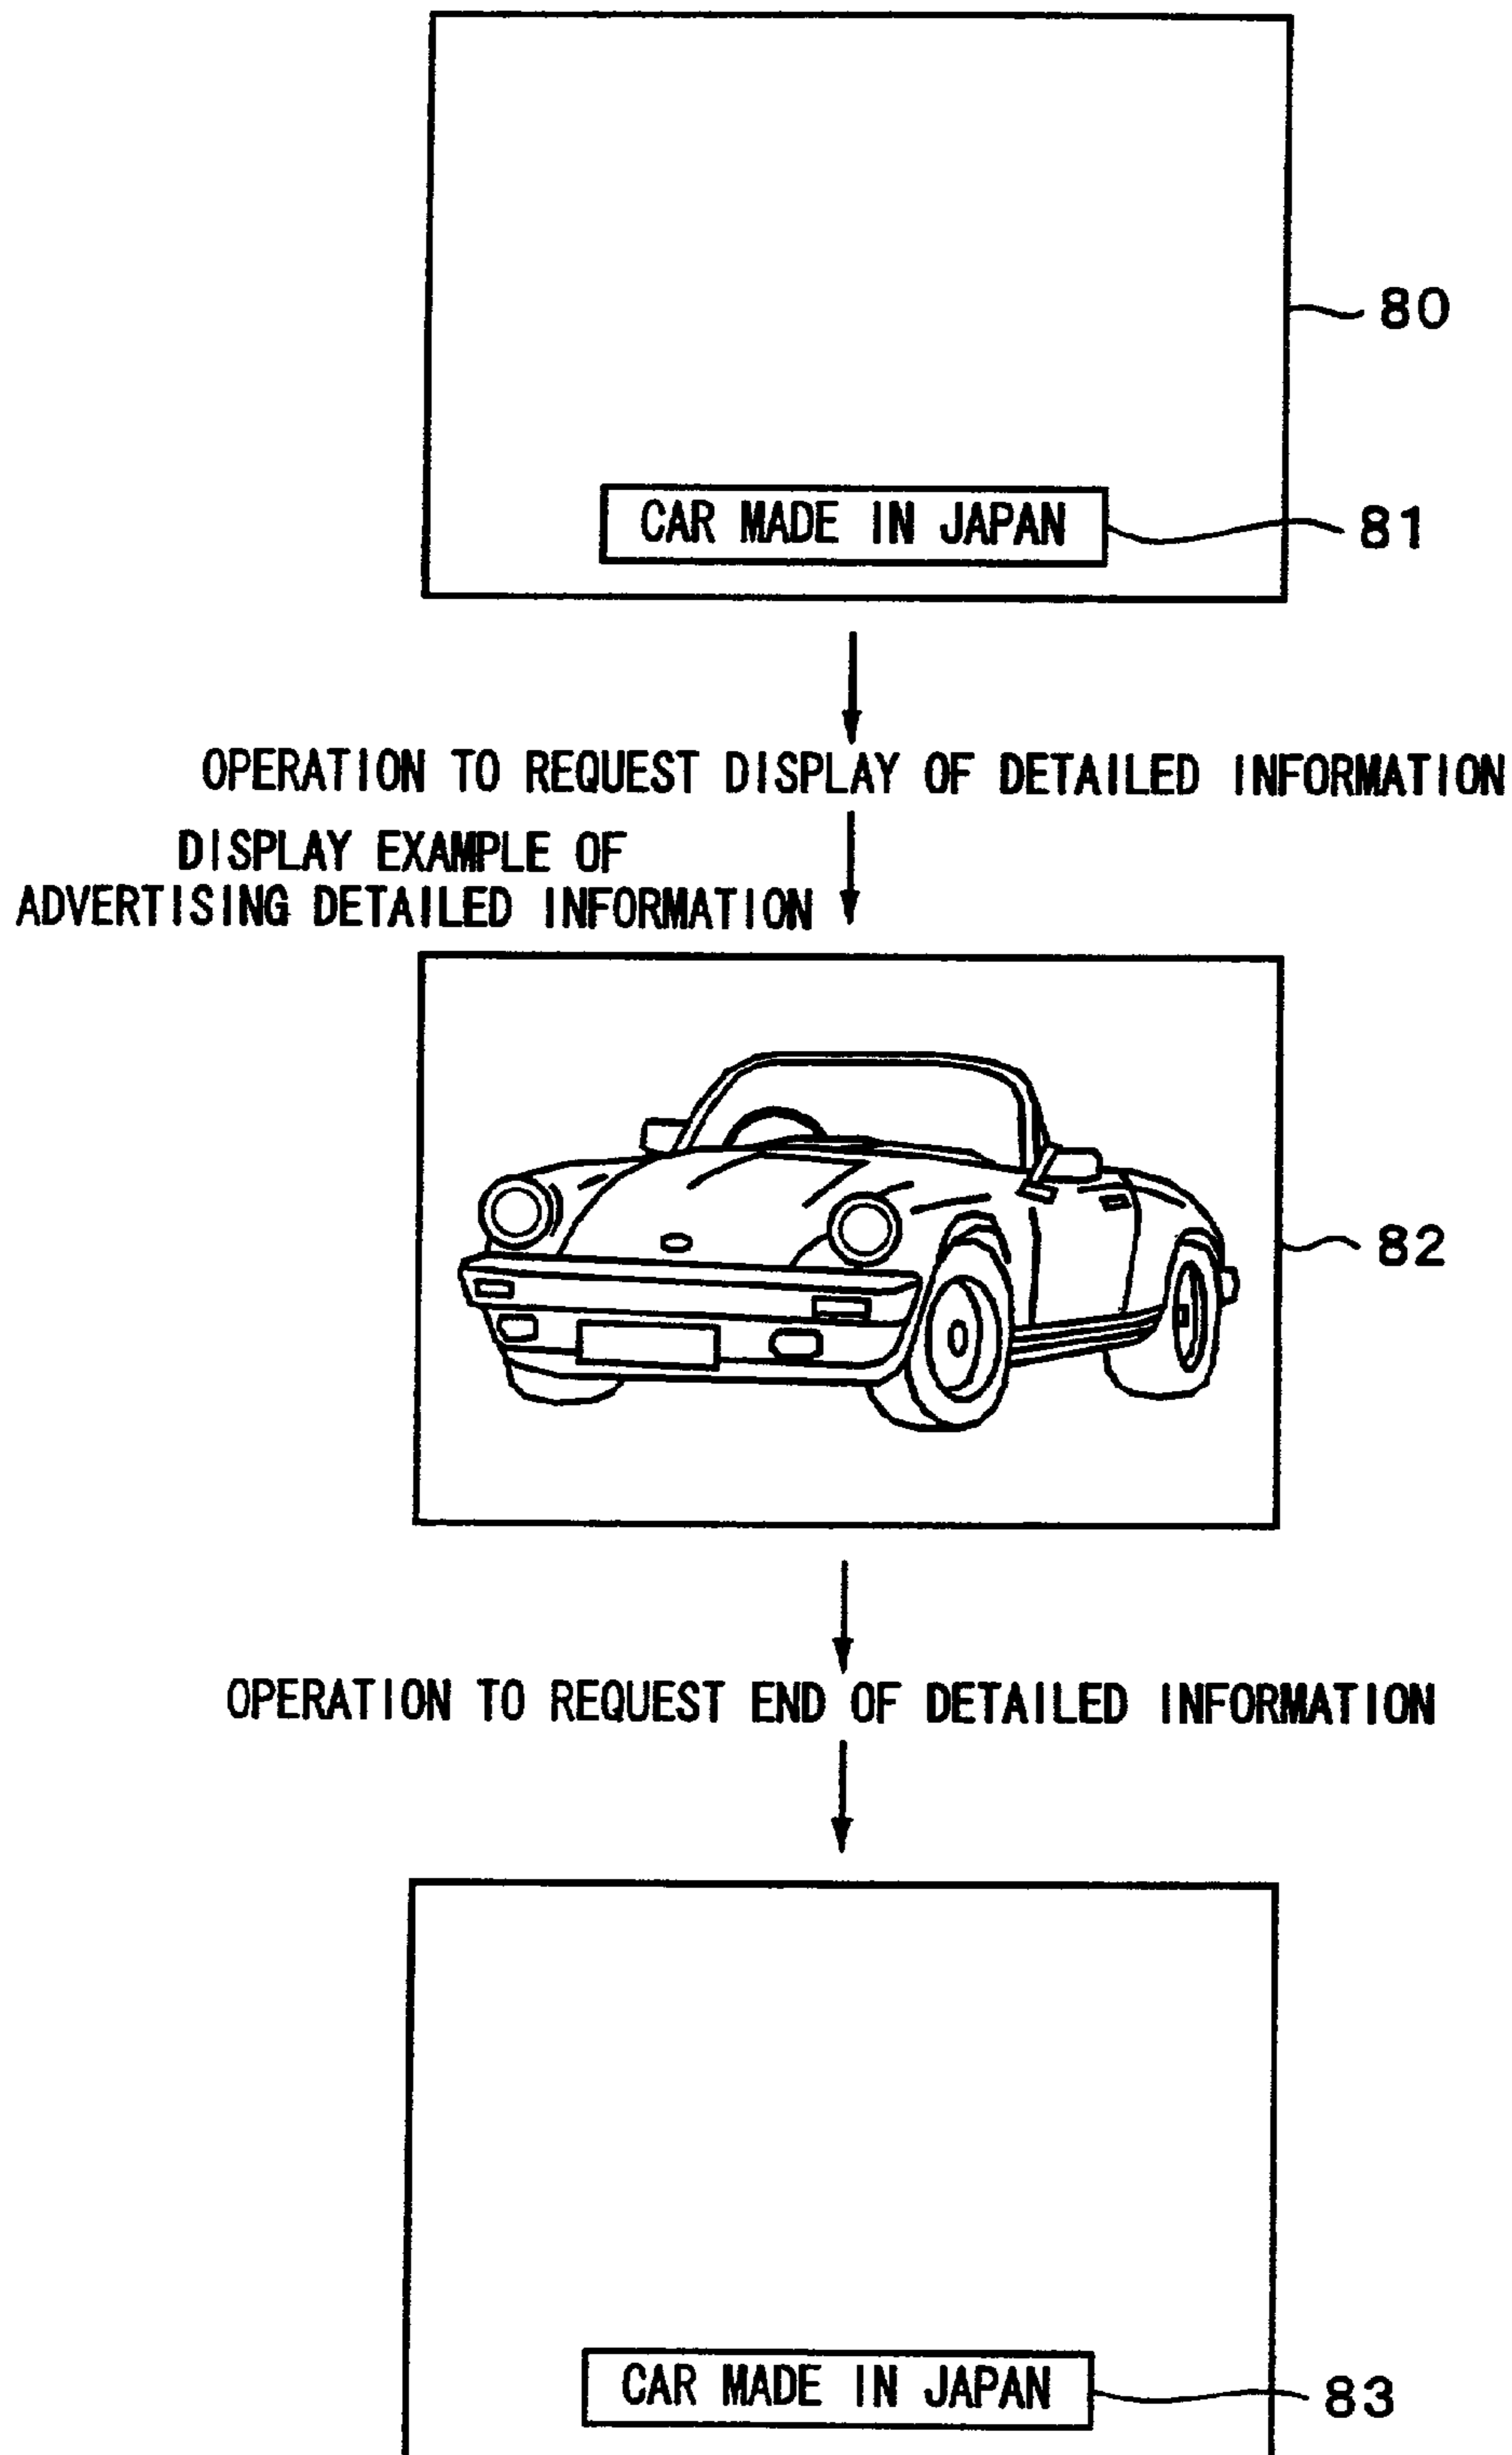 80
CAR MADE IN JAPAN
81
OPERATION TO REQUEST DISPLAY OF DETAILED INFORMATION
DISPLAY EXAMPLE OF
ADVERTISING DETAILED INFORMATION
82
OPERATION TO REQUEST END OF DETAILED INFORMATION
CAR MADE IN JAPAN
83